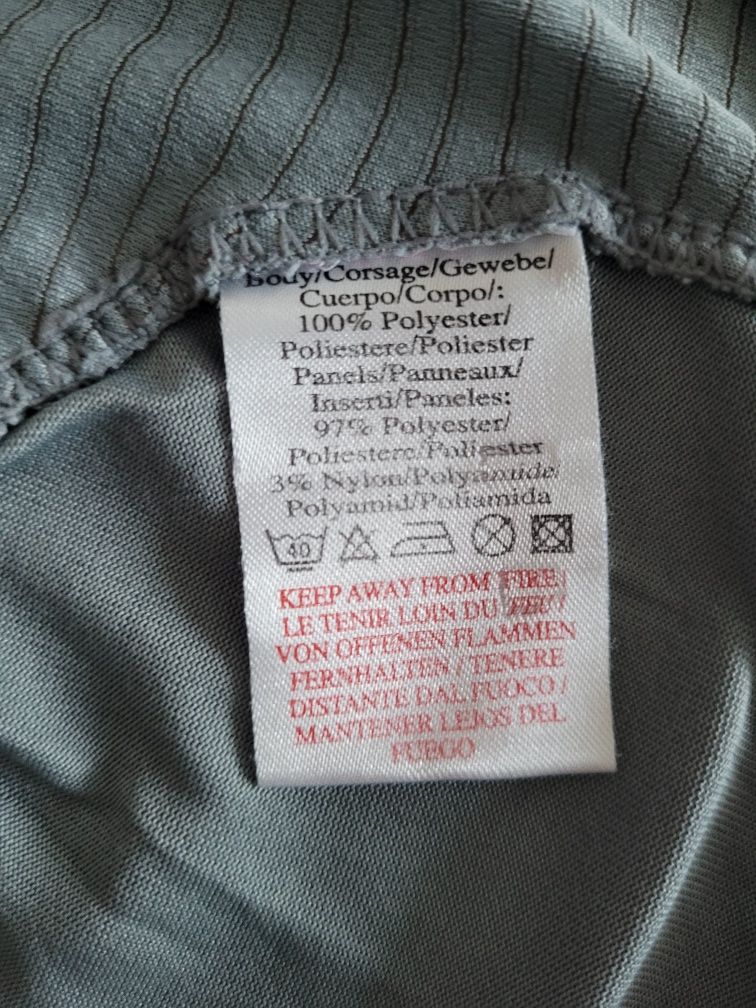 Body/Corsage/Gewebe/
Cuerpo/Corpo/:
100% Polyester/
Poliestere/Poliester
Panels/Panneaux/
Inserti/Paneles:
97% Polyester/
Poliestere/Poliester
3% Nylon/Polyamide/
Polyamid/Poliamida
40
KEEP AWAY FROM FIRE/
LE TENIR LOIN DU FEU/
VON OFFENEN FLAMMEN
FERNHALTEN / TENERE
DISTANTE DAL FUOCO /
MANTENER LEJOS DEL
FUEGO